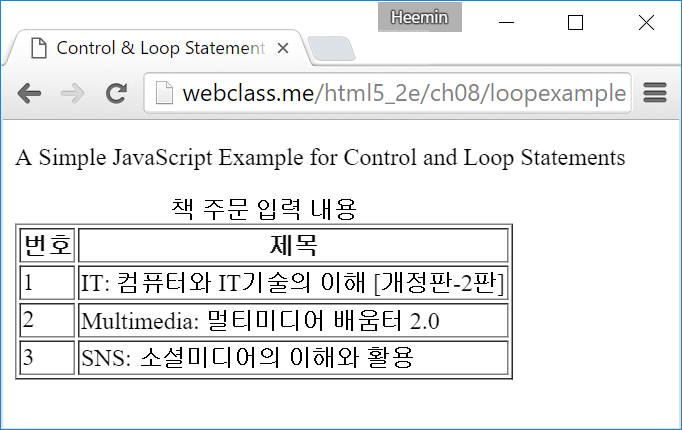 Heemin
Control & Loop Statement
webclass.me/html5_2e/ch08/loopexample
A Simple JavaScript Example for Control and Loop Statements
책 주문 입력 내용
번호 제목
1 IT: 컴퓨터와 IT기술의 이해 [개정판-2판]
2 Multimedia: 멀티미디어 배움터 2.0
3 SNS: 소셜미디어의 이해와 활용